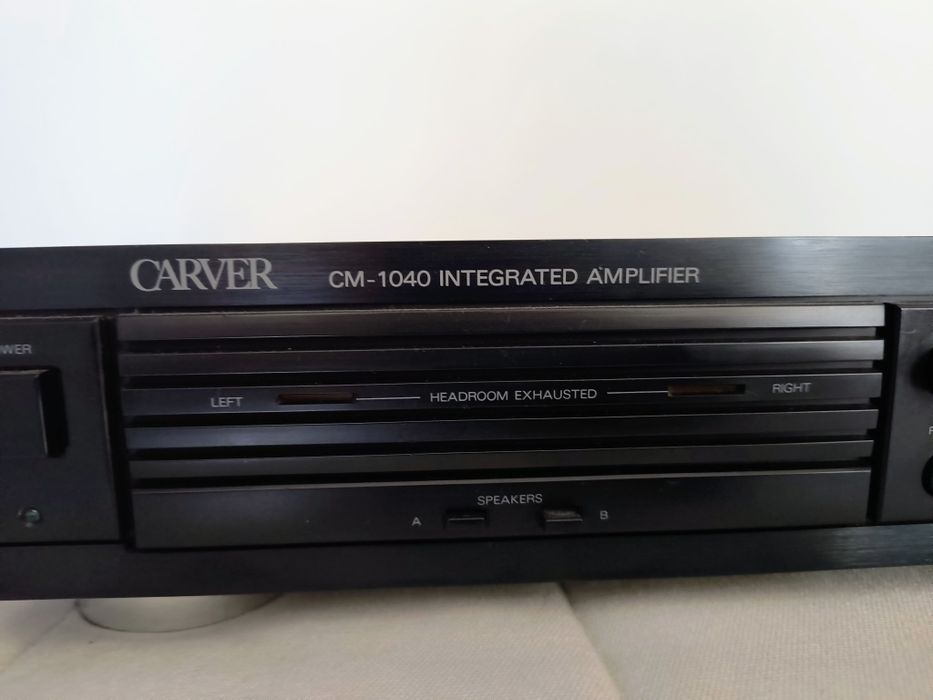 CARVER CM-1040 INTEGRATED AMPLIFIER
LEFT HEADROOM EXHAUSTED RIGHT
SPEAKERS
A B